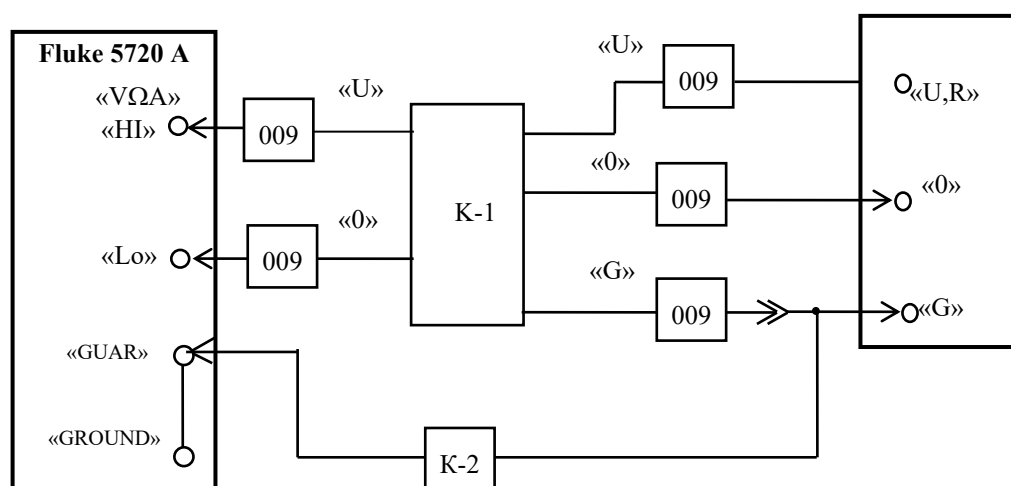 Fluke 5720 A
«VΩA»
«HI»
009
«U»
«U»
009
«U,R»
«0»
009
«0»
К-1
«0»
«Lo»
009
«G»
009
«G»
«GUAR»
«GROUND»
К-2